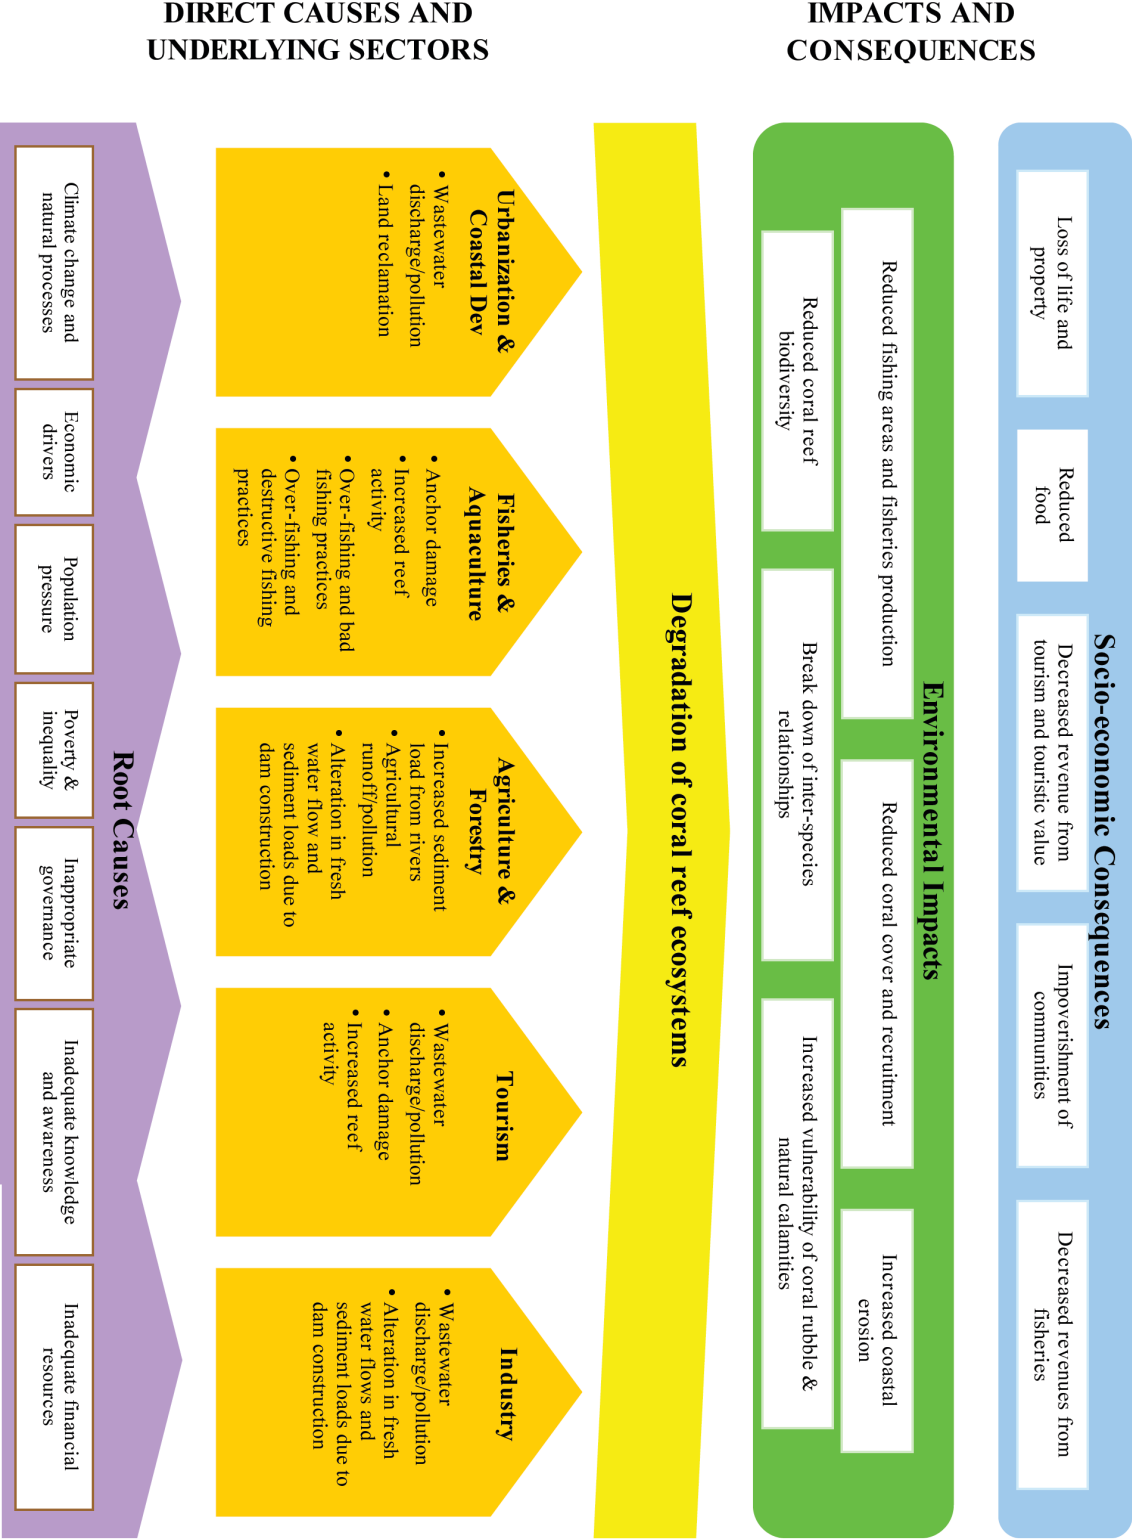 DIRECT CAUSES AND
UNDERLYING SECTORS
IMPACTS AND
CONSEQUENCES
Socio-economic Consequences
Loss of life and
property
Reduced
food
Decreased revenue from
tourism and touristic value
Impoverishment of
communities
Decreased revenues from
fisheries
Environmental Impacts
Reduced fishing areas and fisheries production
Reduced coral cover and recruitment
Increased coastal
erosion
Reduced coral reef
biodiversity
Break down of inter-species
relationships
Increased vulnerability of coral rubble &
natural calamities
Degradation of coral reef ecosystems
Urbanization &
Coastal Dev
• Wastewater
discharge/pollution
• Land reclamation
Fisheries &
Aquaculture
• Anchor damage
• Increased reef
activity
• Over-fishing and bad
fishing practices
• Over-fishing and
destructive fishing
practices
Agriculture &
Forestry
• Increased sediment
load from rivers
• Agricultural
runoff/pollution
• Alteration in fresh
water flow and
sediment loads due to
dam construction
Tourism
• Wastewater
discharge/pollution
• Anchor damage
• Increased reef
activity
Industry
• Wastewater
discharge/pollution
• Alteration in fresh
water flows and
sediment loads due to
dam construction
Root Causes
Climate change and
natural processes
Economic
drivers
Population
pressure
Poverty &
inequality
Inappropriate
governance
Inadequate knowledge
and awareness
Inadequate financial
resources